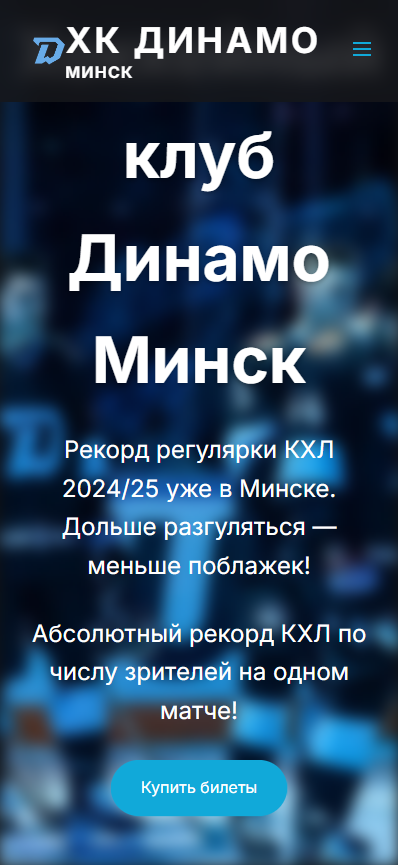 ХК ДИНАМО
МИНСК
клуб
Динамо
Минск
Рекорд регулярки КХЛ
2024/25 уже в Минске.
Дольше разгуляться —
меньше поблажек!
Абсолютный рекорд КХЛ по
числу зрителей на одном
матче!
Купить билеты